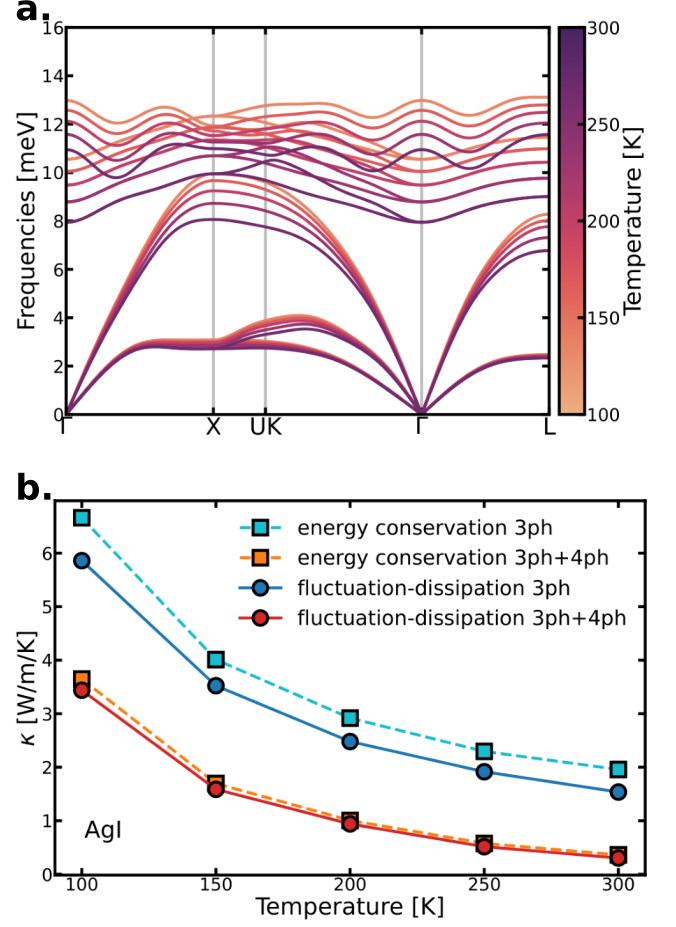 a.
16
14
12
10
8
6
4
2
0
Frequencies [meV]
Γ X UK Γ L
300
250
200
150
100
Temperature [K]
b.
energy conservation 3ph
energy conservation 3ph+4ph
fluctuation-dissipation 3ph
fluctuation-dissipation 3ph+4ph
6
5
4
3
2
1
0
κ [W/m/K]
AgI
100 150 200 250 300
Temperature [K]